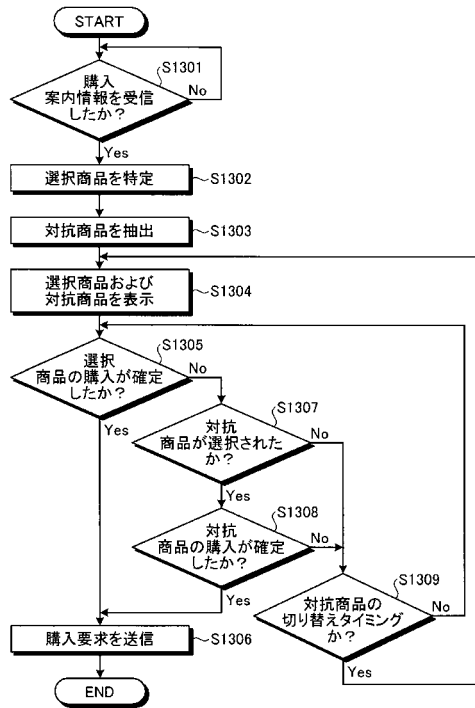 START
購入
案内情報を受信
したか？
S1301
No
Yes
選択商品を特定
S1302
対抗商品を抽出
S1303
選択商品および
対抗商品を表示
S1304
選択
商品の購入が確定
したか？
S1305
No
Yes
対抗
商品が選択された
か？
S1307
No
Yes
対抗
商品の購入が確定
したか？
S1308
No
Yes
対抗商品の
切り替えタイミング
か？
S1309
No
Yes
購入要求を送信
S1306
END